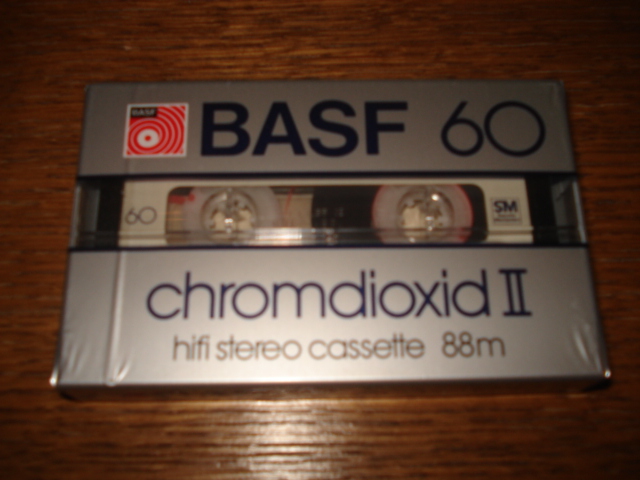 BASF
BASF 60
60
SM
chromdioxid II
hifi stereo cassette 88m